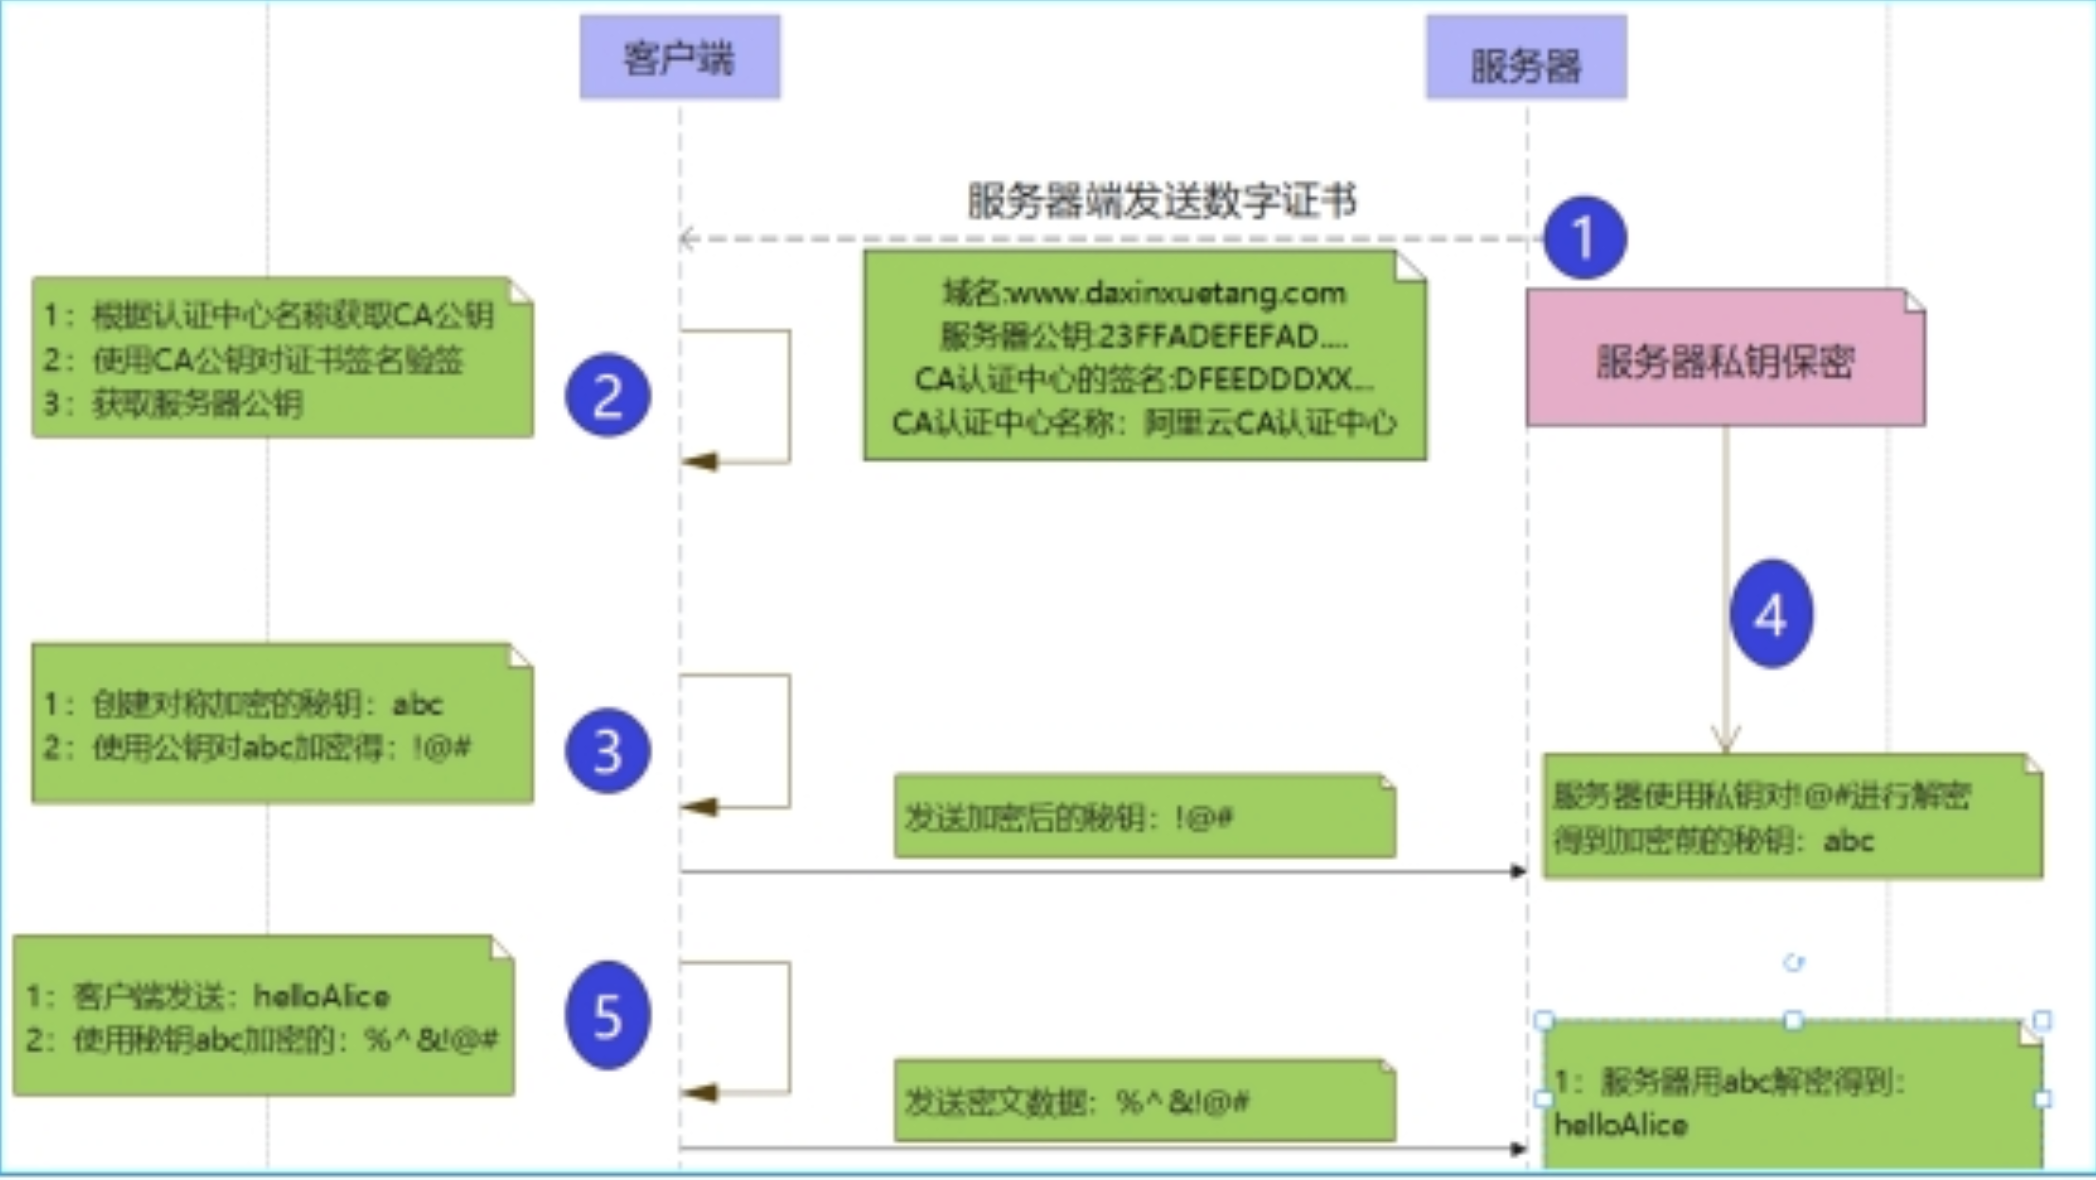 客户端
服务器
服务器端发送数字证书
1
域名:www.daxinxuetang.com
服务器公钥:23FFADEFEFAD....
CA认证中心的签名:DFEEDDDXX...
CA认证中心名称：阿里云CA认证中心
服务器私钥保密
1：根据认证中心名称获取CA公钥
2：使用CA公钥对证书签名验签
3：获取服务器公钥
2
4
1：创建对称加密的秘钥：abc
2：使用公钥对abc加密得：!@#
3
发送加密后的秘钥：!@#
服务器使用私钥对!@#进行解密
得到加密前的秘钥：abc
1：客户端发送：helloAlice
2：使用秘钥abc加密的：%^&!@#
5
发送密文数据：%^&!@#
1：服务器用abc解密得到：
helloAlice